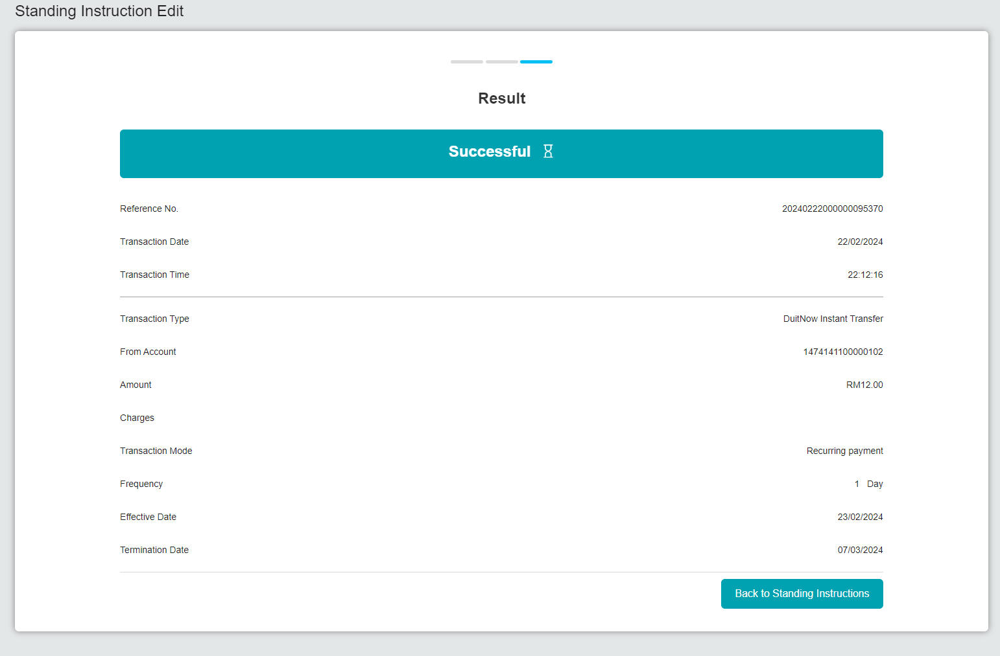 Standing Instruction Edit
Result
Successful
Reference No. 20240222000000095370
Transaction Date 22/02/2024
Transaction Time 22:12:16
Transaction Type DuitNow Instant Transfer
From Account 1474141100000102
Amount RM12.00
Charges
Transaction Mode Recurring payment
Frequency 1 Day
Effective Date 23/02/2024
Termination Date 07/03/2024
Back to Standing Instructions